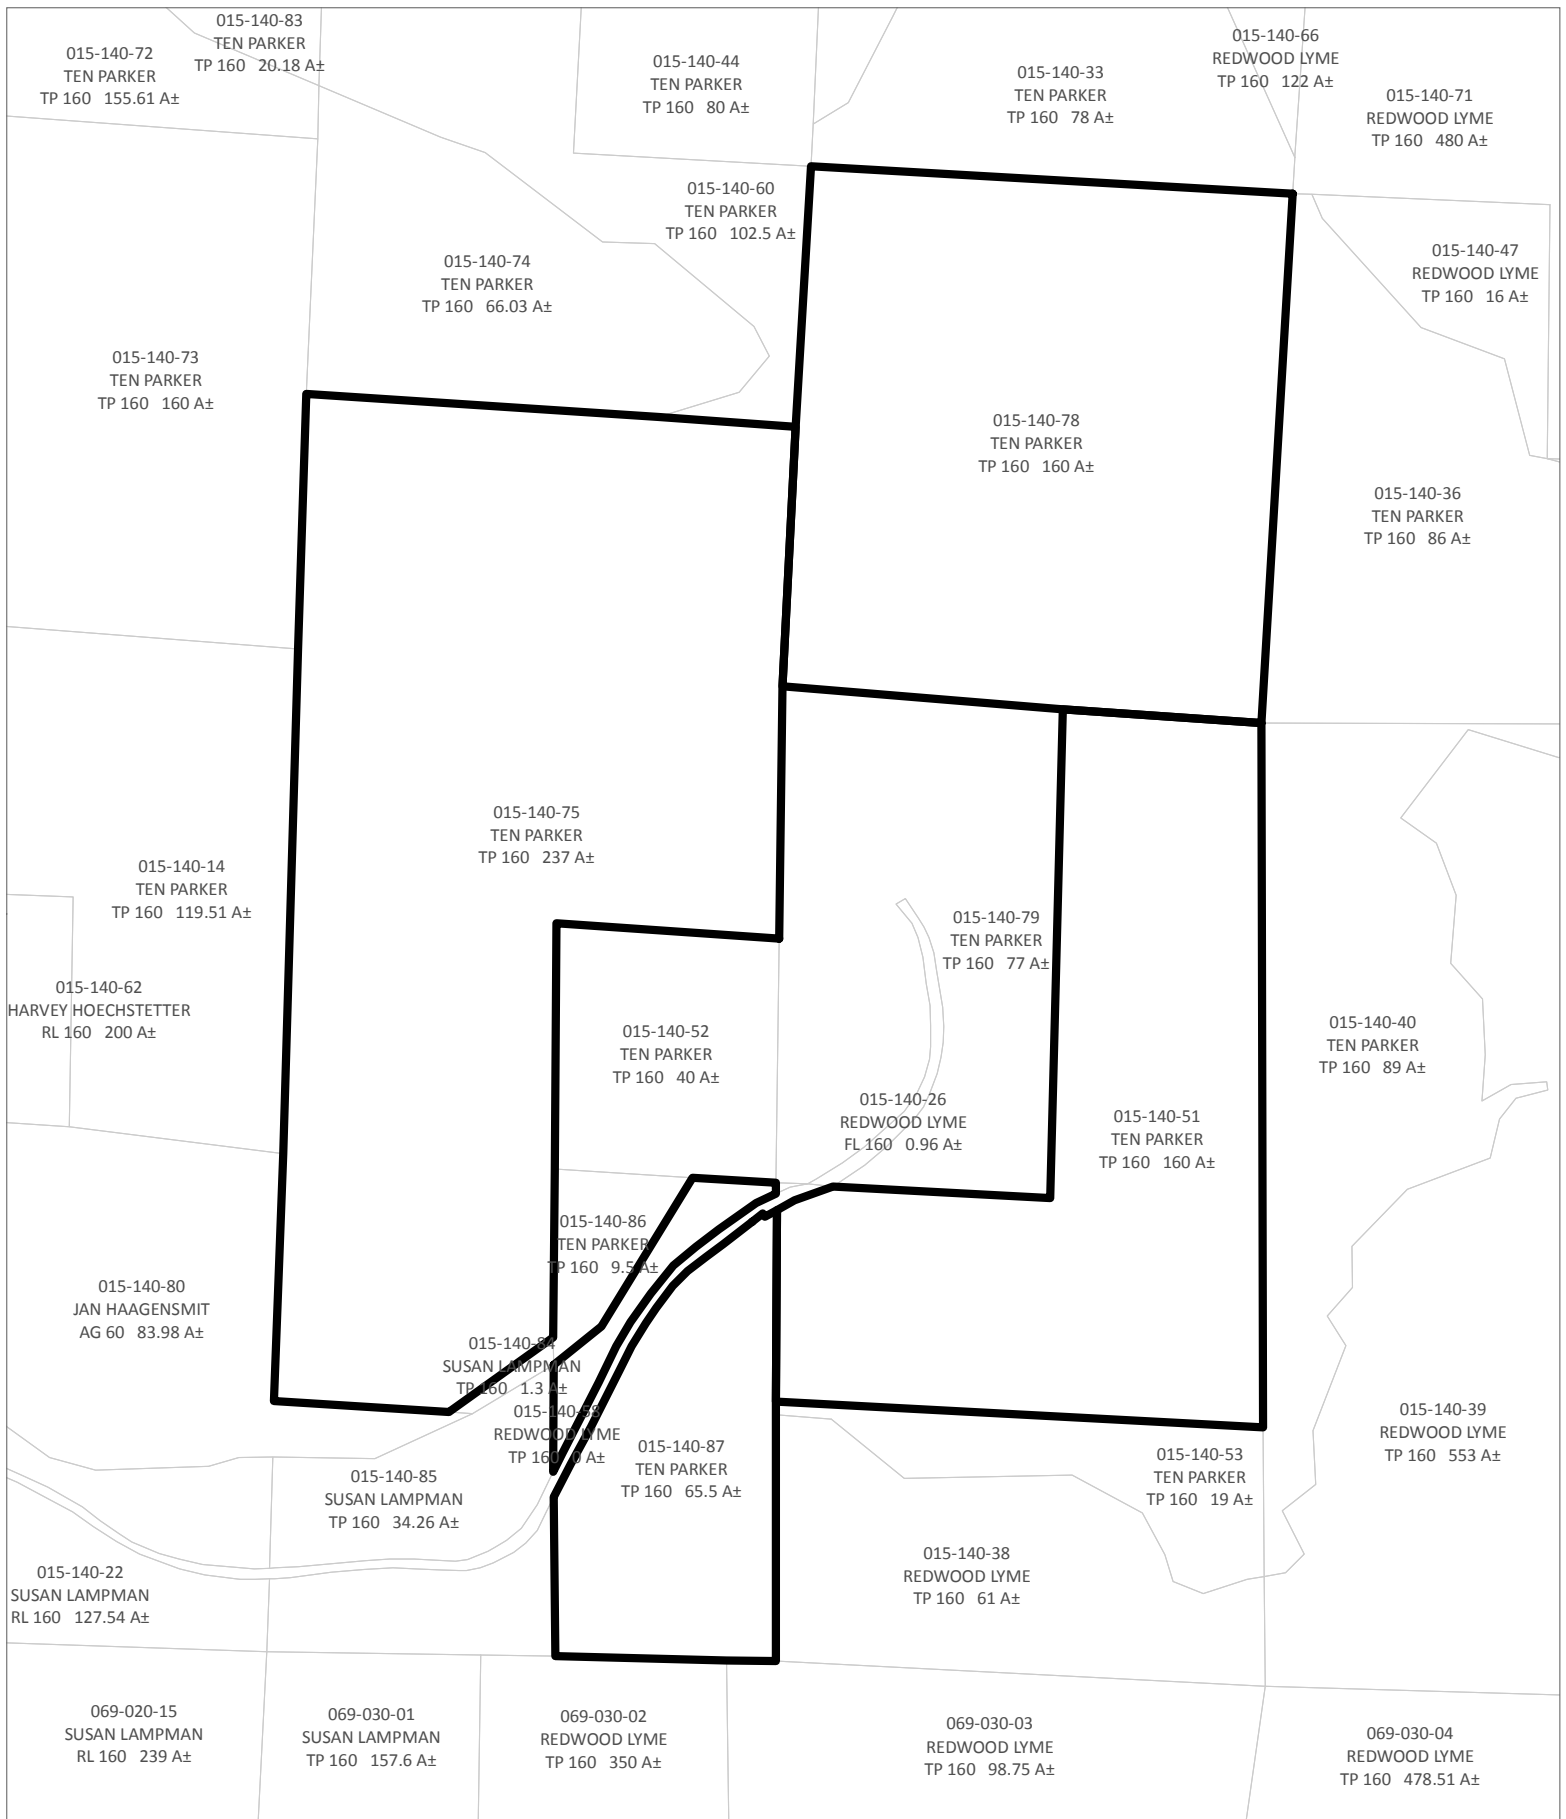 015-140-83
TEN PARKER
TP 160 20.18 A±
015-140-72
TEN PARKER
TP 160 155.61 A±
015-140-44
TEN PARKER
TP 160 80 A±
015-140-33
TEN PARKER
TP 160 78 A±
015-140-66
REDWOOD LYME
TP 160 122 A±
015-140-71
REDWOOD LYME
TP 160 480 A±
015-140-60
TEN PARKER
TP 160 102.5 A±
015-140-74
TEN PARKER
TP 160 66.03 A±
015-140-47
REDWOOD LYME
TP 160 16 A±
015-140-73
TEN PARKER
TP 160 160 A±
015-140-78
TEN PARKER
TP 160 160 A±
015-140-36
TEN PARKER
TP 160 86 A±
015-140-75
TEN PARKER
TP 160 237 A±
015-140-14
TEN PARKER
TP 160 119.51 A±
015-140-79
TEN PARKER
TP 160 77 A±
015-140-62
HARVEY HOECHSTETTER
RL 160 200 A±
015-140-52
TEN PARKER
TP 160 40 A±
015-140-40
TEN PARKER
TP 160 89 A±
015-140-26
REDWOOD LYME
FL 160 0.96 A±
015-140-51
TEN PARKER
TP 160 160 A±
015-140-86
TEN PARKER
TP 160 9.5 A±
015-140-80
JAN HAAGENSMIT
AG 60 83.98 A±
015-140-84
SUSAN LAMPMAN
TP 160 1.3 A±
015-140-58
REDWOOD LYME
TP 160 0 A±
015-140-87
TEN PARKER
TP 160 65.5 A±
015-140-39
REDWOOD LYME
TP 160 553 A±
015-140-53
TEN PARKER
TP 160 19 A±
015-140-85
SUSAN LAMPMAN
TP 160 34.26 A±
015-140-38
REDWOOD LYME
TP 160 61 A±
015-140-22
SUSAN LAMPMAN
RL 160 127.54 A±
069-020-15
SUSAN LAMPMAN
RL 160 239 A±
069-030-01
SUSAN LAMPMAN
TP 160 157.6 A±
069-030-02
REDWOOD LYME
TP 160 350 A±
069-030-03
REDWOOD LYME
TP 160 98.75 A±
069-030-04
REDWOOD LYME
TP 160 478.51 A±